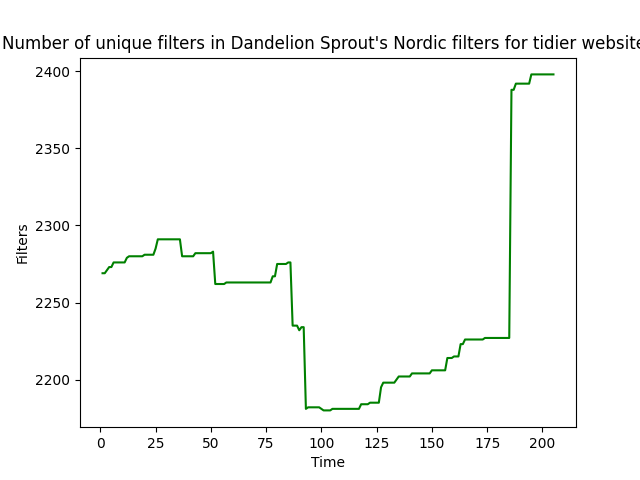 Number of unique filters in Dandelion Sprout's Nordic filters for tidier website
2400
2350
2300
2250
2200
Filters
0 25 50 75 100 125 150 175 200
Time